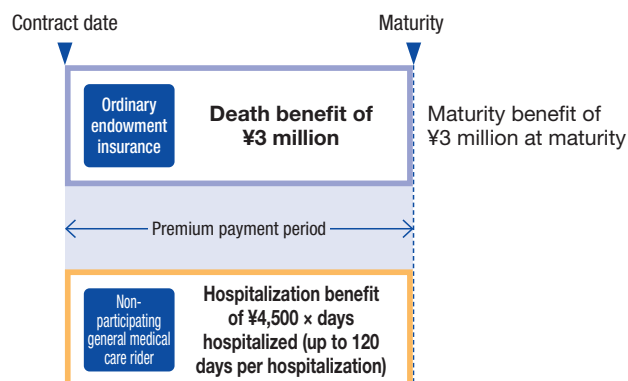 Contract date
Maturity
Ordinary
endowment
insurance
Death benefit of
¥3 million
Maturity benefit of
¥3 million at maturity
Premium payment period
Non-
participating
general medical
care rider
Hospitalization benefit
of ¥4,500 × days
hospitalized (up to 120
days per hospitalization)